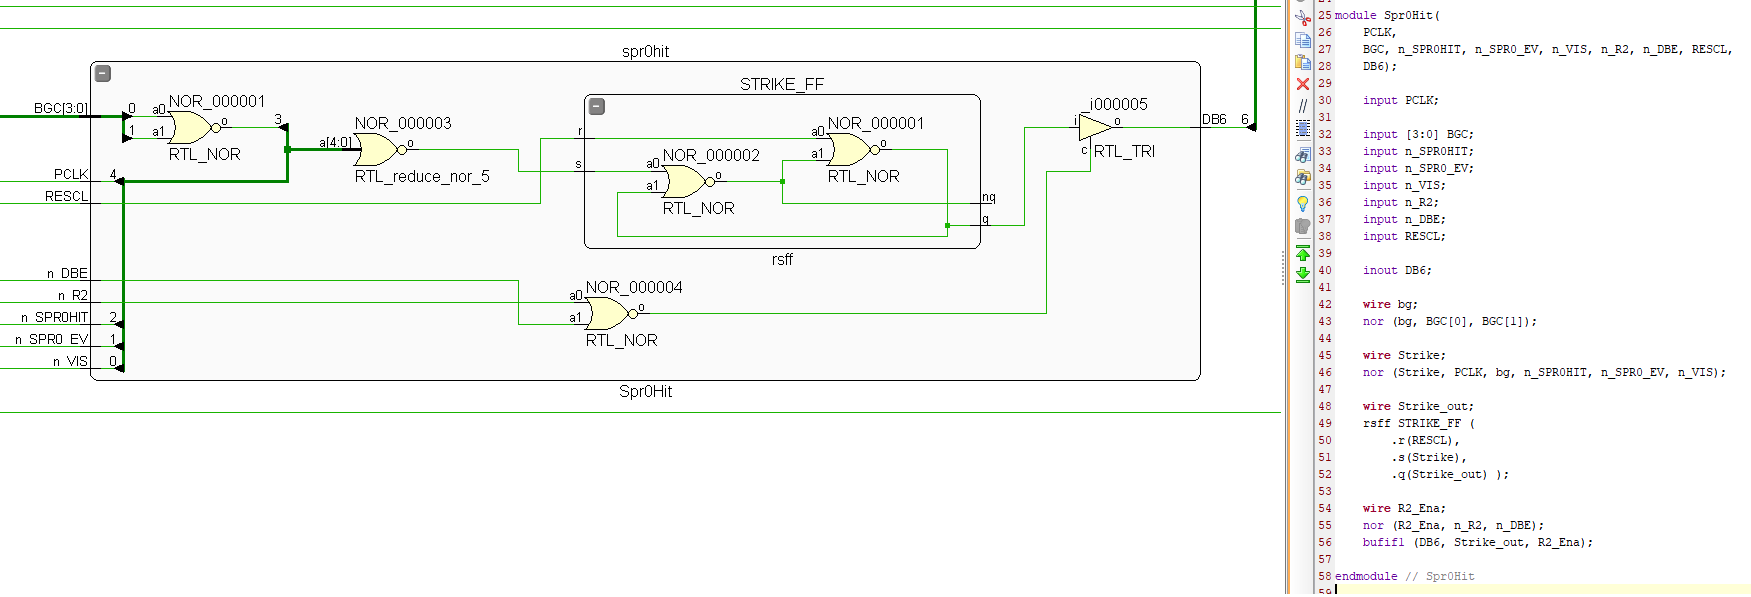 spr0hit
STRIKE_FF
BGC[3:0]
0
a0
NOR_000001
o
1
a1
RTL_NOR
3
a[4:0]
NOR_000003
o
RTL_reduce_nor_5
r
s
a0
NOR_000002
o
a1
RTL_NOR
a0
NOR_000001
o
a1
RTL_NOR
nq
q
rsff
_i000005
i
o
c
RTL_TRI
DB6
6
PCLK
4
RESCL
n_DBE
n_R2
n_SPR0HIT
2
n_SPR0_EV
1
n_VIS
0
a0
NOR_000004
o
a1
RTL_NOR
Spr0Hit
25 module Spr0Hit(
26 PCLK,
27 BGC, n_SPR0HIT, n_SPR0_EV, n_VIS, n_R2, n_DBE, RESCL,
28 DB6);
29
30 input PCLK;
31
32 input [3:0] BGC;
33 input n_SPR0HIT;
34 input n_SPR0_EV;
35 input n_VIS;
36 input n_R2;
37 input n_DBE;
38 input RESCL;
39
40 inout DB6;
41
42 wire bg;
43 nor (bg, BGC[0], BGC[1]);
44
45 wire Strike;
46 nor (Strike, PCLK, bg, n_SPR0HIT, n_SPR0_EV, n_VIS);
47
48 wire Strike_out;
49 rsff STRIKE_FF (
50 .r(RESCL),
51 .s(Strike),
52 .q(Strike_out) );
53
54 wire R2_Ena;
55 nor (R2_Ena, n_R2, n_DBE);
56 bufif1 (DB6, Strike_out, R2_Ena);
57
58 endmodule // Spr0Hit
59